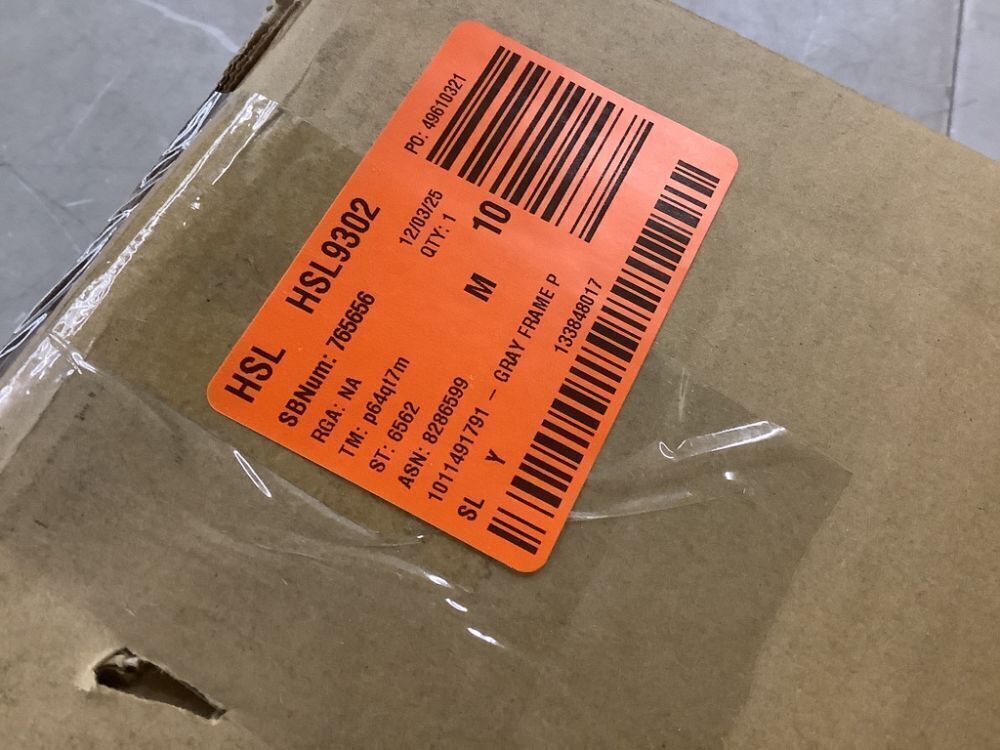 HSL HSL9302
PO: 49610321
SBNum: 765656
12/03/25
RGA: NA
QTY: 1
TM: p64qt7m
ST: 6562
M 10
ASN: 8286599
1011491791 - GRAY FRAME P
SL Y
133848017